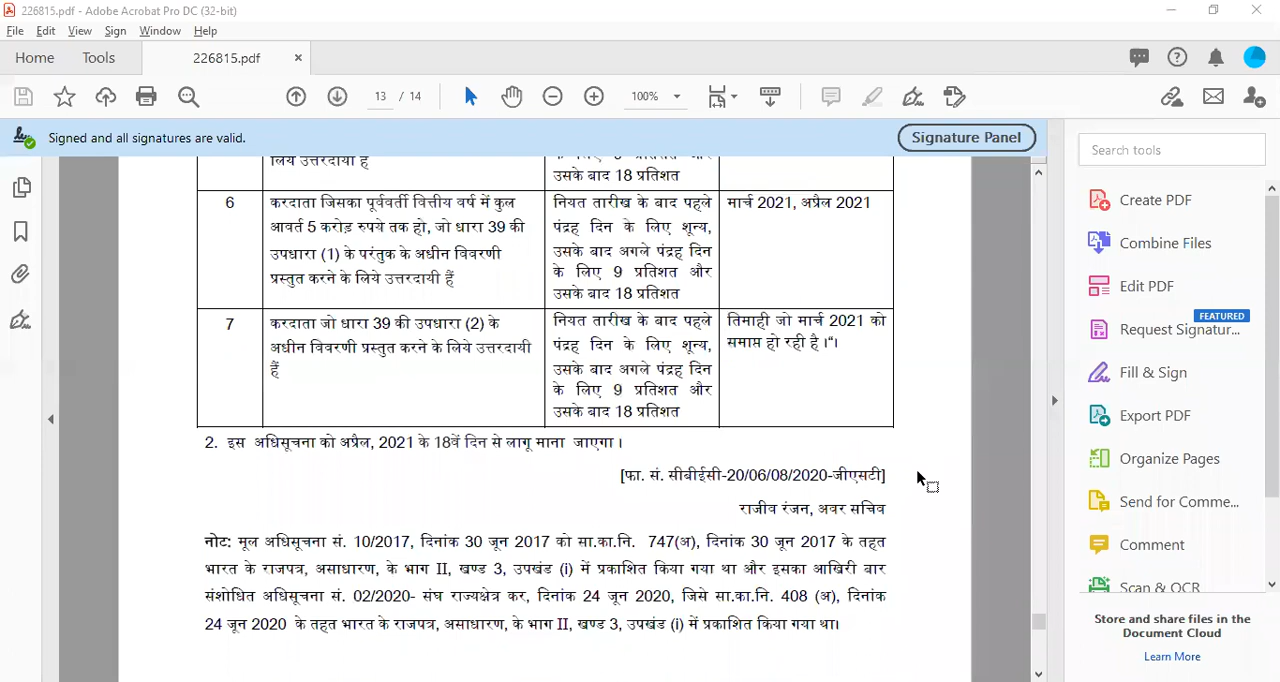 226815.pdf - Adobe Acrobat Pro DC (32-bit)
File Edit View Sign Window Help
Home Tools 226815.pdf ×
13 / 14 100%
Signed and all signatures are valid. Signature Panel
लिये उत्तरदायी हैं
उसके बाद 18 प्रतिशत
6
करदाता जिसका पूर्ववर्ती वित्तीय वर्ष में कुल
आवर्त 5 करोड़ रुपये तक हो, जो धारा 39 की
उपधारा (1) के परंतुक के अधीन विवरणी
प्रस्तुत करने के लिये उत्तरदायी हैं
नियत तारीख के बाद पहले
पंद्रह दिन के लिए शून्य,
उसके बाद अगले पंद्रह दिन
के लिए 9 प्रतिशत और
उसके बाद 18 प्रतिशत
मार्च 2021, अप्रैल 2021
7
करदाता जो धारा 39 की उपधारा (2) के
अधीन विवरणी प्रस्तुत करने के लिये उत्तरदायी
हैं
नियत तारीख के बाद पहले
पंद्रह दिन के लिए शून्य,
उसके बाद अगले पंद्रह दिन
के लिए 9 प्रतिशत और
उसके बाद 18 प्रतिशत
तिमाही जो मार्च 2021 को
समाप्त हो रही है।“।
2. इस अधिसूचना को अप्रैल, 2021 के 18वें दिन से लागू माना जाएगा।
[फा. सं. सीबीईसी-20/06/08/2020-जीएसटी]
राजीव रंजन, अवर सचिव
नोट: मूल अधिसूचना सं. 10/2017, दिनांक 30 जून 2017 को सा.का.नि. 747(अ), दिनांक 30 जून 2017 के तहत
भारत के राजपत्र, असाधारण, के भाग II, खण्ड 3, उपखंड (i) में प्रकाशित किया गया था और इसका आखिरी बार
संशोधित अधिसूचना सं. 02/2020- संघ राज्यक्षेत्र कर, दिनांक 24 जून 2020, जिसे सा.का.नि. 408 (अ), दिनांक
24 जून 2020 के तहत भारत के राजपत्र, असाधारण, के भाग II, खण्ड 3, उपखंड (i) में प्रकाशित किया गया था।
Search tools
Create PDF
Combine Files
Edit PDF
FEATURED
Request Signatur...
Fill & Sign
Export PDF
Organize Pages
Send for Comme...
Comment
Scan & OCR
Store and share files in the
Document Cloud
Learn More